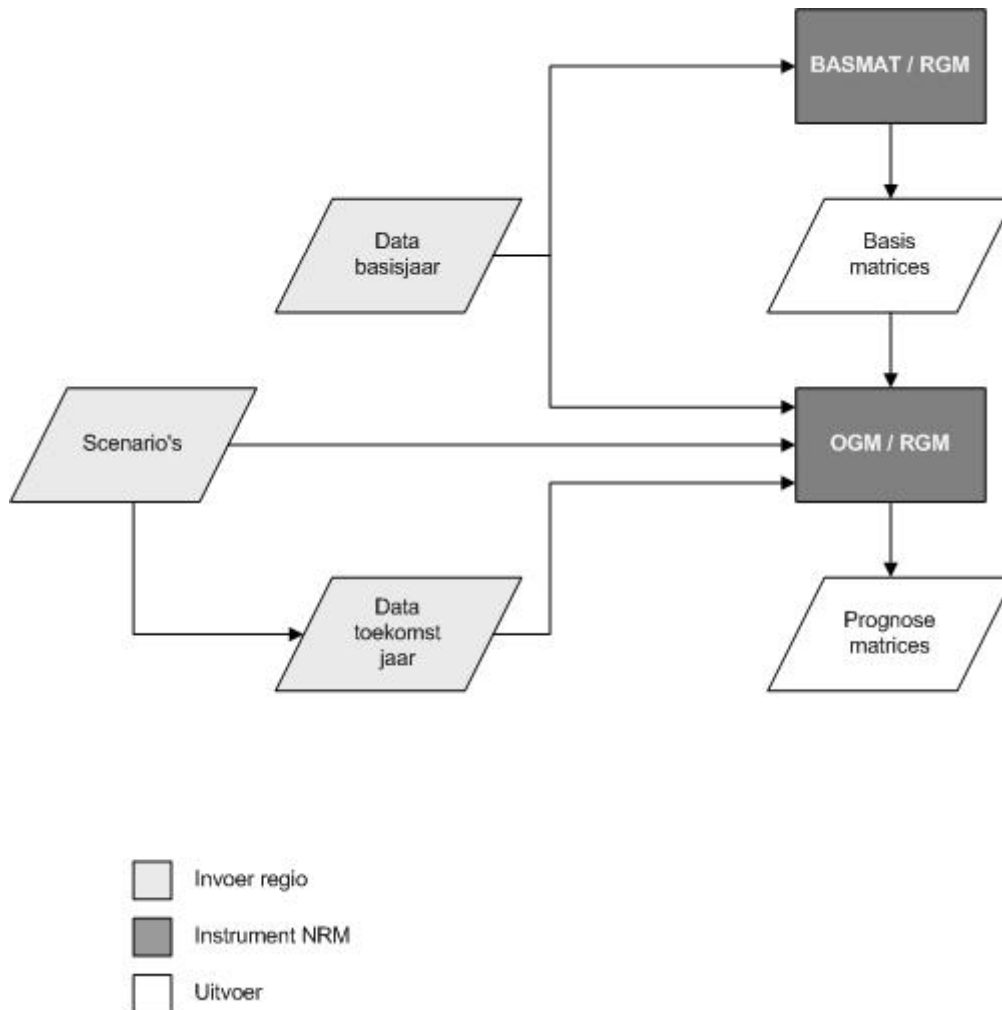 BASMAT / RGM
Data
basisjaar
Basis
matrices
Scenario's
OGM / RGM
Data
toekomst
jaar
Prognose
matrices
Invoer regio
Instrument NRM
Uitvoer